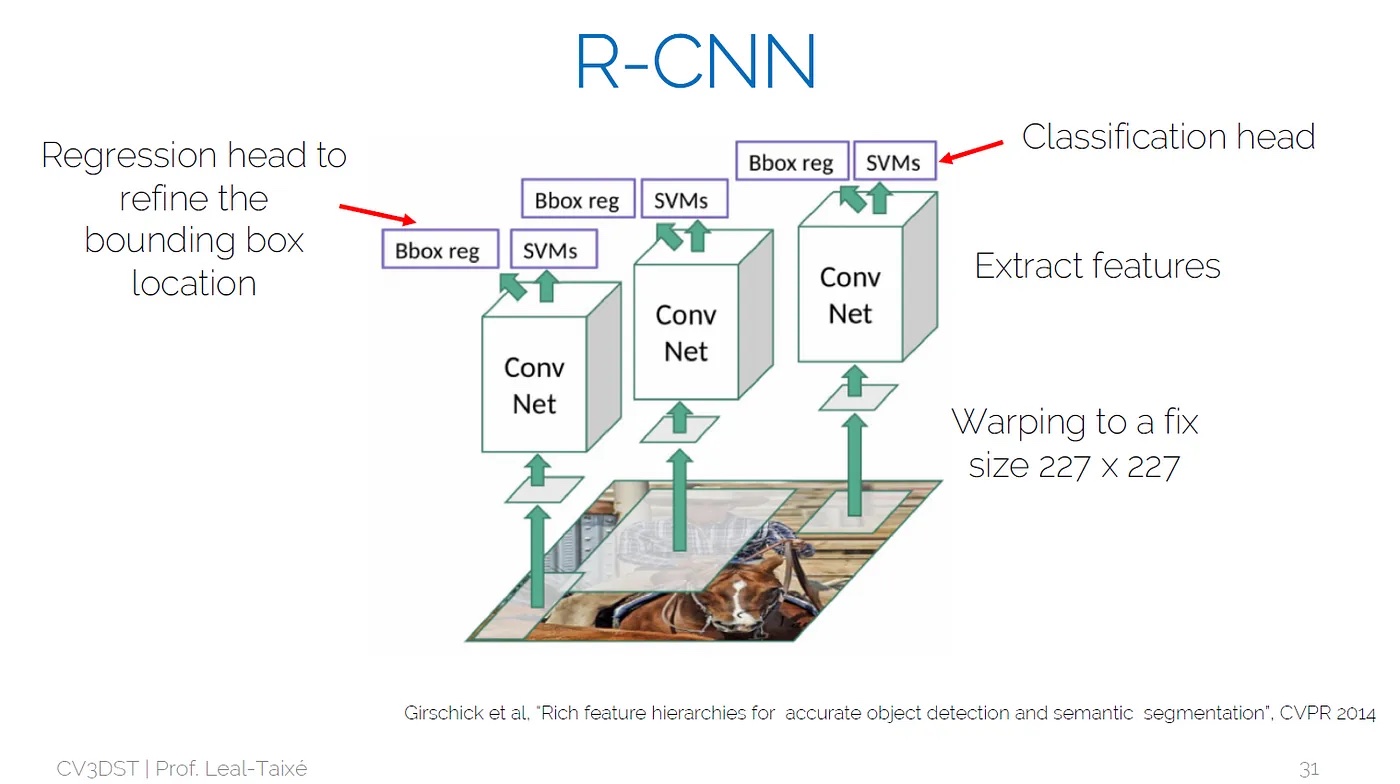 R-CNN
Regression head to
refine the
bounding box
location
Classification head
Bbox reg
SVMs
Bbox reg
SVMs
Bbox reg
SVMs
Extract features
Conv
Net
Conv
Net
Conv
Net
Warping to a fix
size 227 x 227
Girschick et al, “Rich feature hierarchies for accurate object detection and semantic segmentation”, CVPR 2014
CV3DST | Prof. Leal-Taixé
31